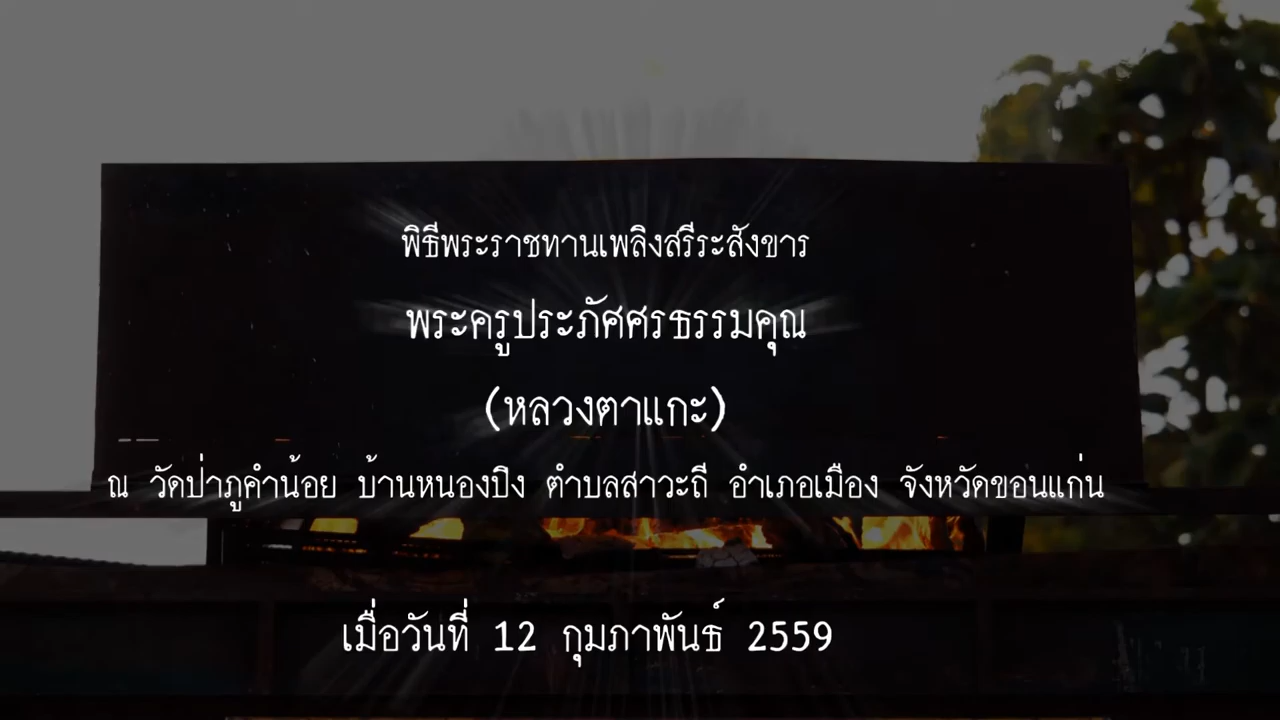 พิธีพระราชทานเพลิงสรีระสังขาร
พระครูประภัศศรธรรมคุณ
(หลวงตาแกะ)
ณ วัดป่าภูคำน้อย บ้านหนองปิง ตำบลสาวะถี อำเภอเมือง จังหวัดขอนแก่น
เมื่อวันที่ 12 กุมภาพันธ์ 2559